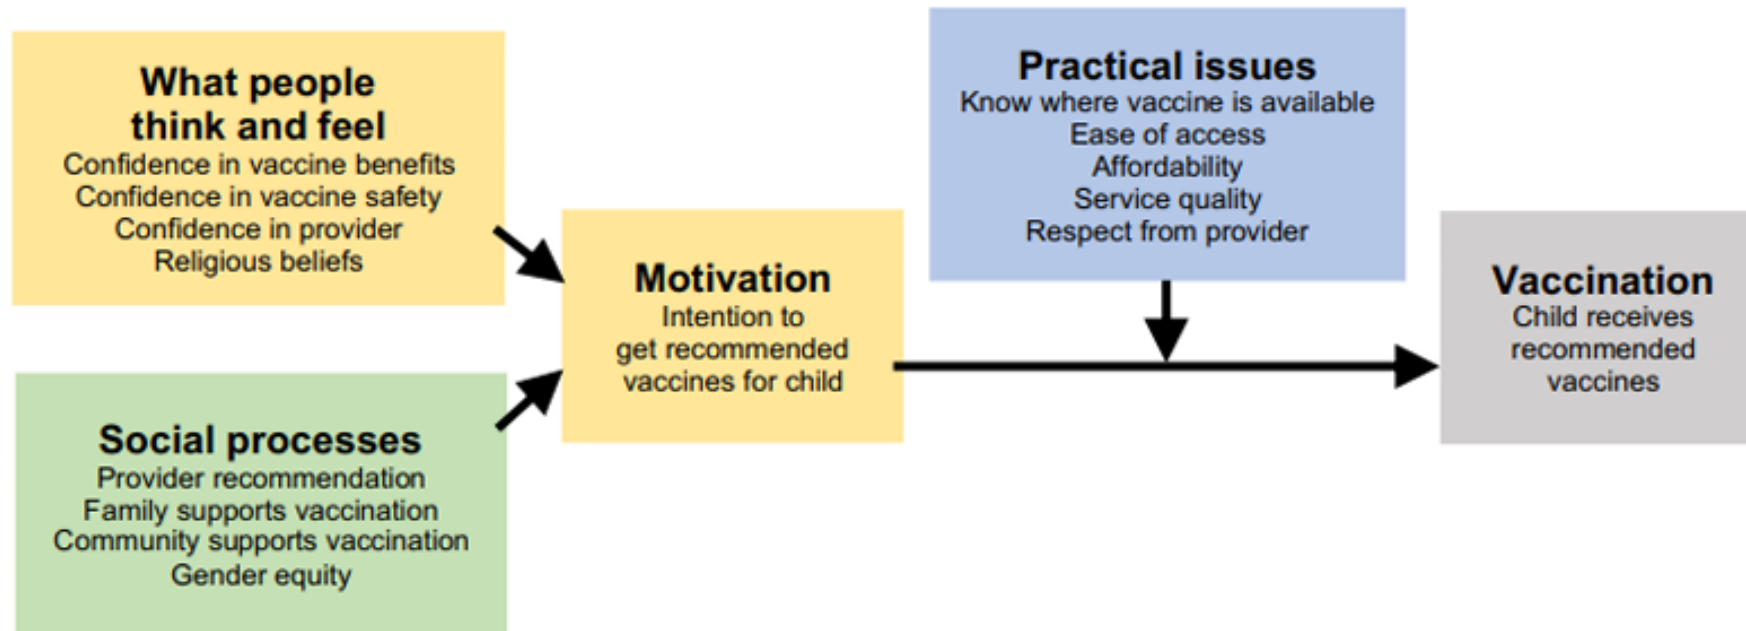 What people
think and feel
Confidence in vaccine benefits
Confidence in vaccine safety
Confidence in provider
Religious beliefs
Social processes
Provider recommendation
Family supports vaccination
Community supports vaccination
Gender equity
Motivation
Intention to
get recommended
vaccines for child
Practical issues
Know where vaccine is available
Ease of access
Affordability
Service quality
Respect from provider
Vaccination
Child receives
recommended
vaccines